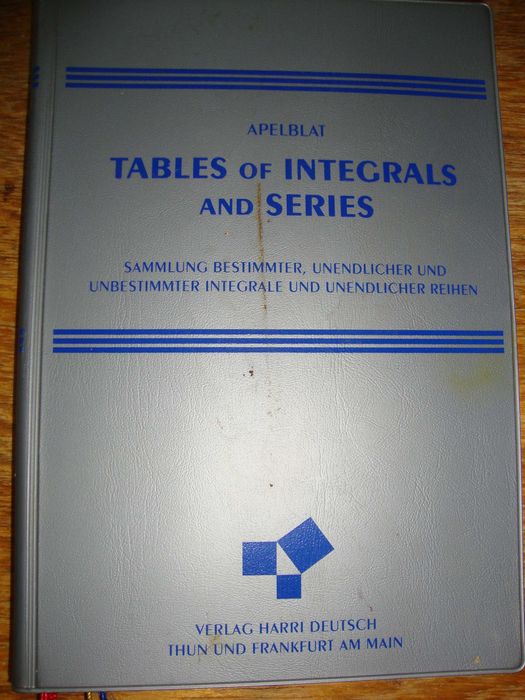 APELBLAT
TABLES OF INTEGRALS
AND SERIES
SAMMLUNG BESTIMMTER, UNENDLICHER UND
UNBESTIMMTER INTEGRALE UND UNENDLICHER REIHEN
VERLAG HARRI DEUTSCH
THUN UND FRANKFURT AM MAIN